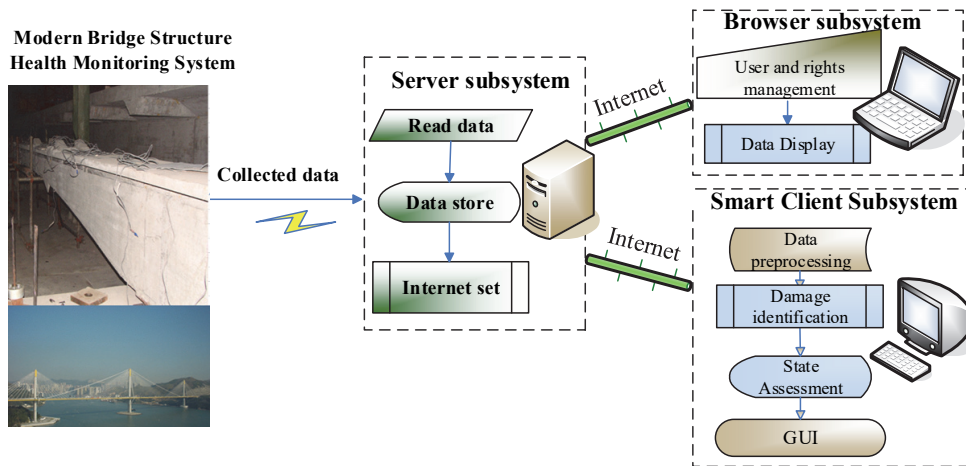 Modern Bridge Structure
Health Monitoring System
Collected data
Server subsystem
Read data
Data store
Internet set
Internet
Internet
Browser subsystem
User and rights
management
Data Display
Smart Client Subsystem
Data
preprocessing
Damage
identification
State
Assessment
GUI